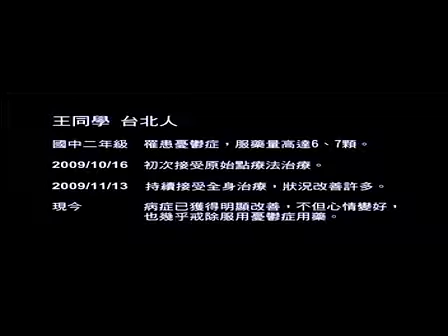 王同學 台北人
國中二年級 罹患憂鬱症，服藥量高達6、7顆。
2009/10/16 初次接受原始點療法治療。
2009/11/13 持續接受全身治療，狀況改善許多。
現今 病症已獲得明顯改善，不但心情變好，
也幾乎戒除服用憂鬱症用藥。